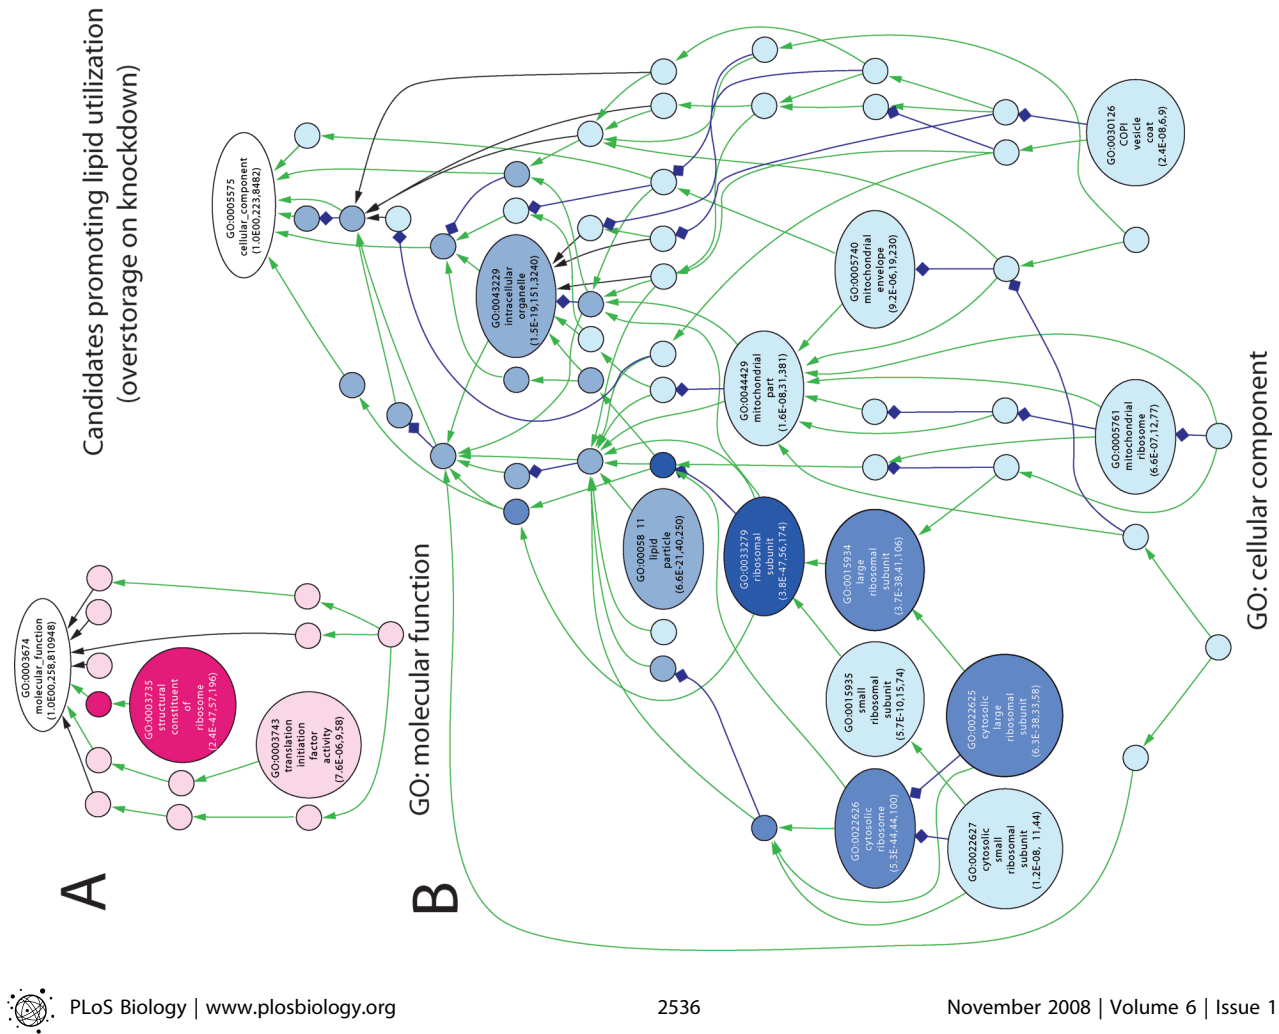 Candidates promoting lipid utilization
(overstorage on knockdown)
A
GO:0003674
molecular_function
(1.0E00,258,810948)
GO:0003735
structural
constituent
of
ribosome
(2.4E-47,57,196)
GO:0003743
translation
initiation
factor
activity
(7.6E-06,9,58)
GO: molecular function
B
GO:0005575
cellular_component
(1.0E00,223,8482)
GO:0043229
intracellular
organelle
(1.5E-19,151,3240)
GO:00058 11
lipid
particle
(6.6E-21,40,250)
GO:0044429
mitochondrial
part
(1.6E-08,31,381)
GO:0033279
ribosomal
subunit
(3.8E-47,56,174)
GO:0005740
mitochondrial
envelope
(9.2E-06,19,230)
GO:0015934
large
ribosomal
subunit
(3.7E-38,41,106)
GO:0015935
small
ribosomal
subunit
(5.7E-10,15,74)
GO:0022626
cytosolic
ribosome
(5.3E-44,44,100)
GO:0022625
cytosolic
large
ribosomal
subunit
(6.3E-38,33,58)
GO:0022627
cytosolic
small
ribosomal
subunit
(1.2E-08, 11,44)
GO:0030126
COPI
vesicle
coat
(2.4E-08,6,9)
GO:0005761
mitochondrial
ribosome
(6.6E-07,12,77)
GO: cellular component
PLoS Biology | www.plosbiology.org
2536
November 2008 | Volume 6 | Issue 1